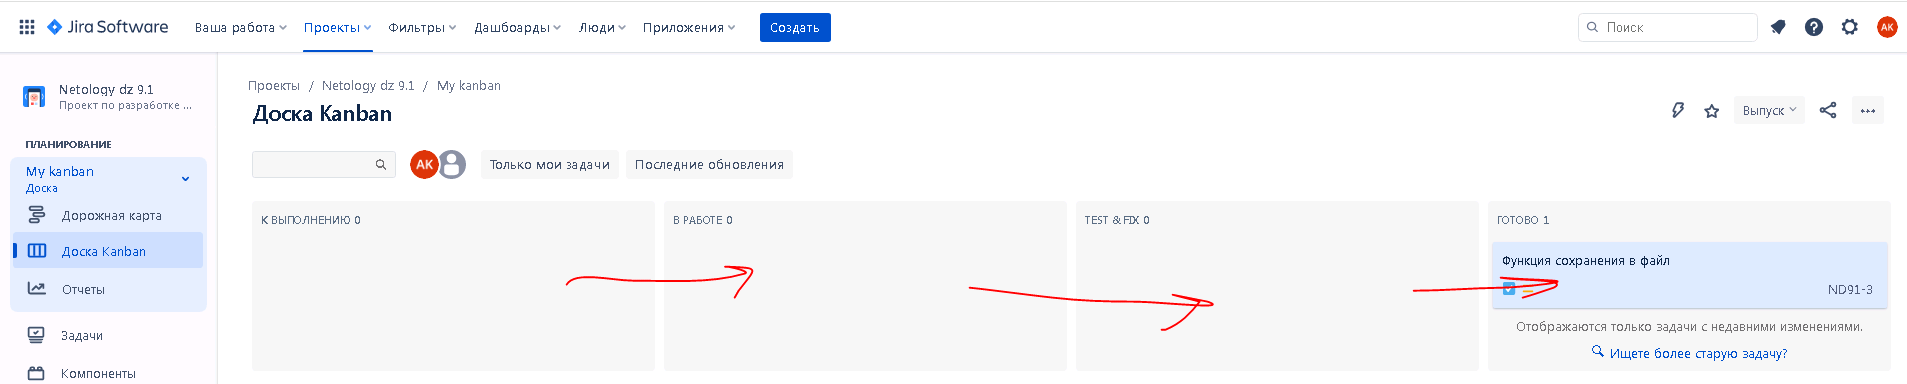 Jira Software Ваша работа Проекты Фильтры Дашбоарды Люди Приложения Создать Поиск AK
Netology dz 9.1
Проект по разработке ...
ПЛАНИРОВАНИЕ
My kanban
Доска
Дорожная карта
Доска Kanban
Отчеты
Задачи
Компоненты
Проекты / Netology dz 9.1 / My kanban
Доска Kanban
Выпуск
AK Только мои задачи Последние обновления
К ВЫПОЛНЕНИЮ 0
В РАБОТЕ 0
TEST & FIX 0
ГОТОВО 1
Функция сохранения в файл
ND91-3
Отображаются только задачи с недавними изменениями.
Ищете более старую задачу?